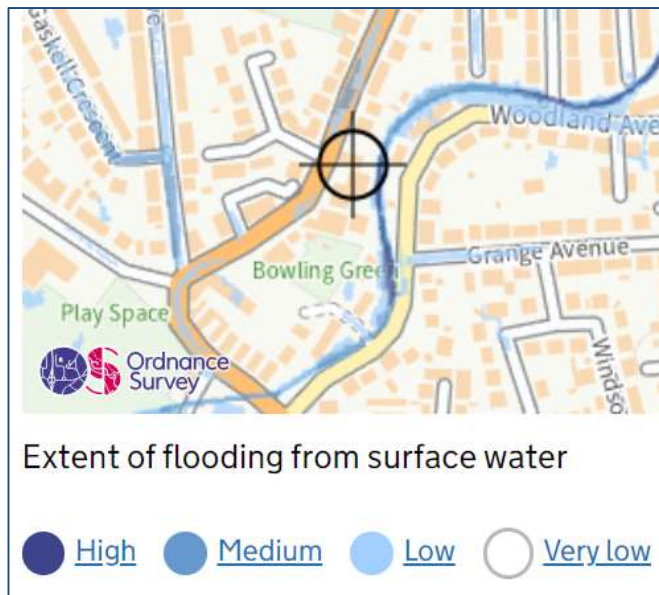 Gaskell Crescent
Woodland Ave
Grange Avenue
Bowling Green
Play Space
Windso
Ordnance
Survey
Extent of flooding from surface water
High Medium Low Very low